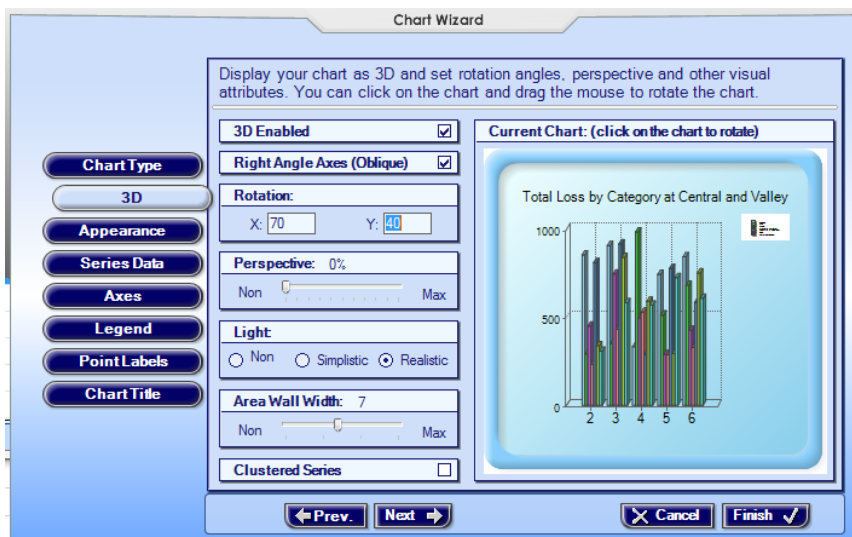 Chart Wizard
Display your chart as 3D and set rotation angles, perspective and other visual
attributes. You can click on the chart and drag the mouse to rotate the chart.
Chart Type
3D
Appearance
Series Data
Axes
Legend
Point Labels
Chart Title
3D Enabled
Right Angle Axes (Oblique)
Rotation:
X: 70 Y: 40
Perspective: 0%
Non Max
Light:
Non Simplistic Realistic
Area Wall Width: 7
Non Max
Clustered Series
Current Chart: (click on the chart to rotate)
Total Loss by Category at Central and Valley
1000
500
0
2 3 4 5 6
Prev. Next Cancel Finish